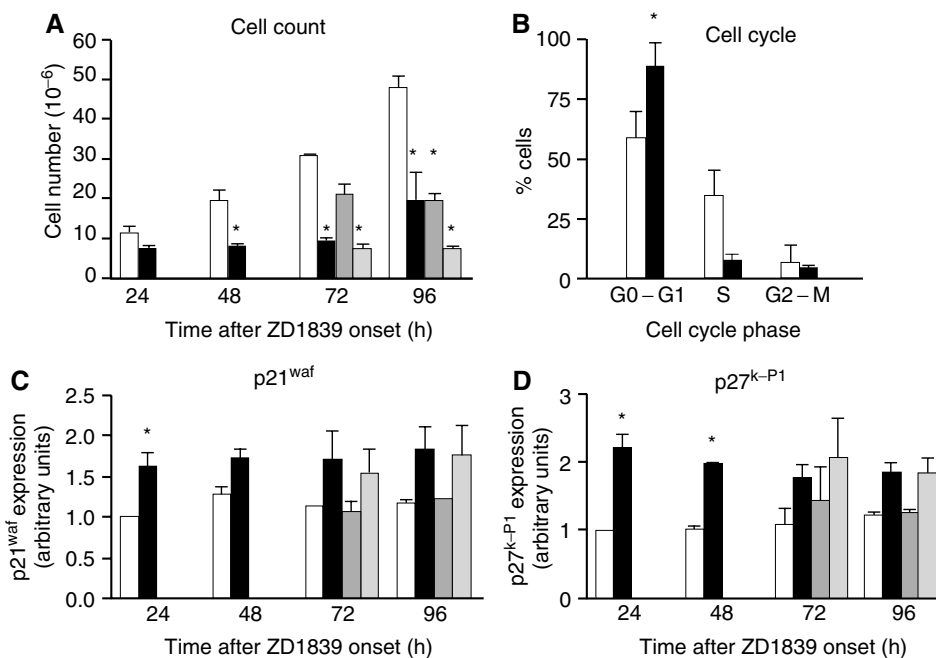 A
Cell count
Cell number (10⁻⁶)
60
50
40
30
20
10
0
*
*
*
*
*
*
24
48
72
96
Time after ZD1839 onset (h)
B
Cell cycle
% cells
100
75
50
25
0
*
G0 – G1
S
G2 – M
Cell cycle phase
C
p21ʷᵃᶠ
p21ʷᵃᶠ expression
(arbitrary units)
2.5
2.0
1.5
1.0
0.5
0.0
*
24
48
72
96
Time after ZD1839 onset (h)
D
p27ᵏ⁻ᴾ¹
p27ᵏ⁻ᴾ¹ expression
(arbitrary units)
3
2
1
0
*
*
24
48
72
96
Time after ZD1839 onset (h)